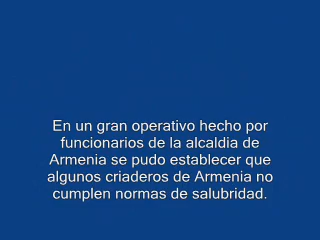 En un gran operativo hecho por
funcionarios de la alcaldia de
Armenia se pudo establecer que
algunos criaderos de Armenia no
cumplen normas de salubridad.